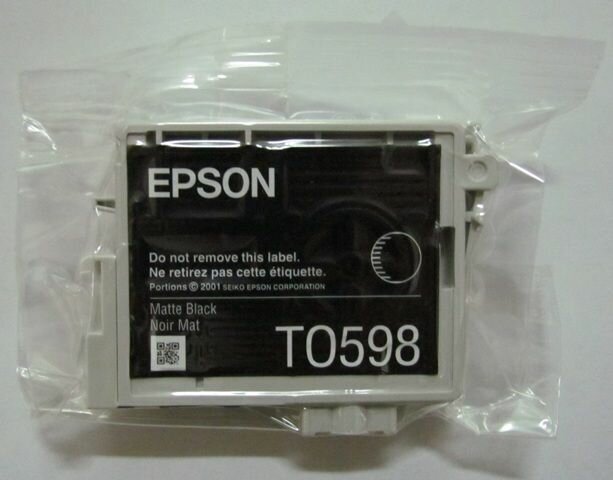 EPSON
Do not remove this label.
Ne retirez pas cette étiquette.
Portions © 2001 SEIKO EPSON CORPORATION
Matte Black
Noir Mat
T0598